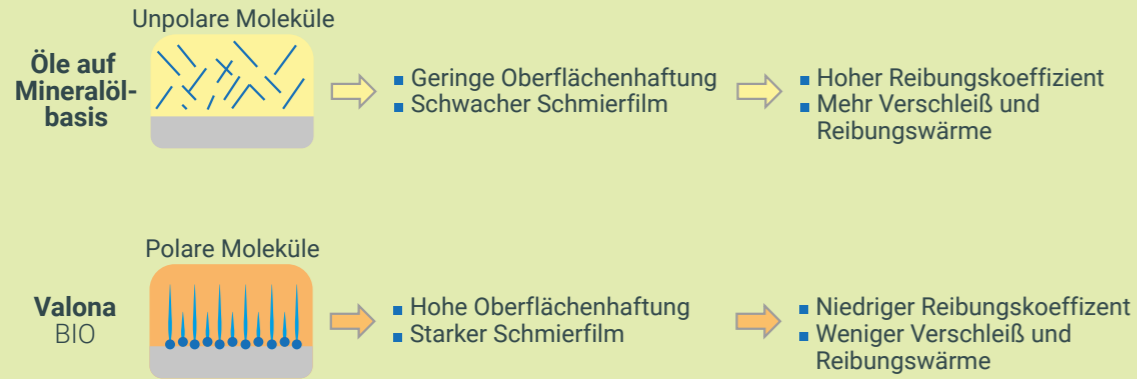 Unpolare Moleküle
Öle auf
Mineralöl-
basis
▪ Geringe Oberflächenhaftung
▪ Schwacher Schmierfilm
▪ Hoher Reibungskoeffizient
▪ Mehr Verschleiß und
Reibungswärme
Polare Moleküle
Valona
BIO
▪ Hohe Oberflächenhaftung
▪ Starker Schmierfilm
▪ Niedriger Reibungskoeffizent
▪ Weniger Verschleiß und
Reibungswärme